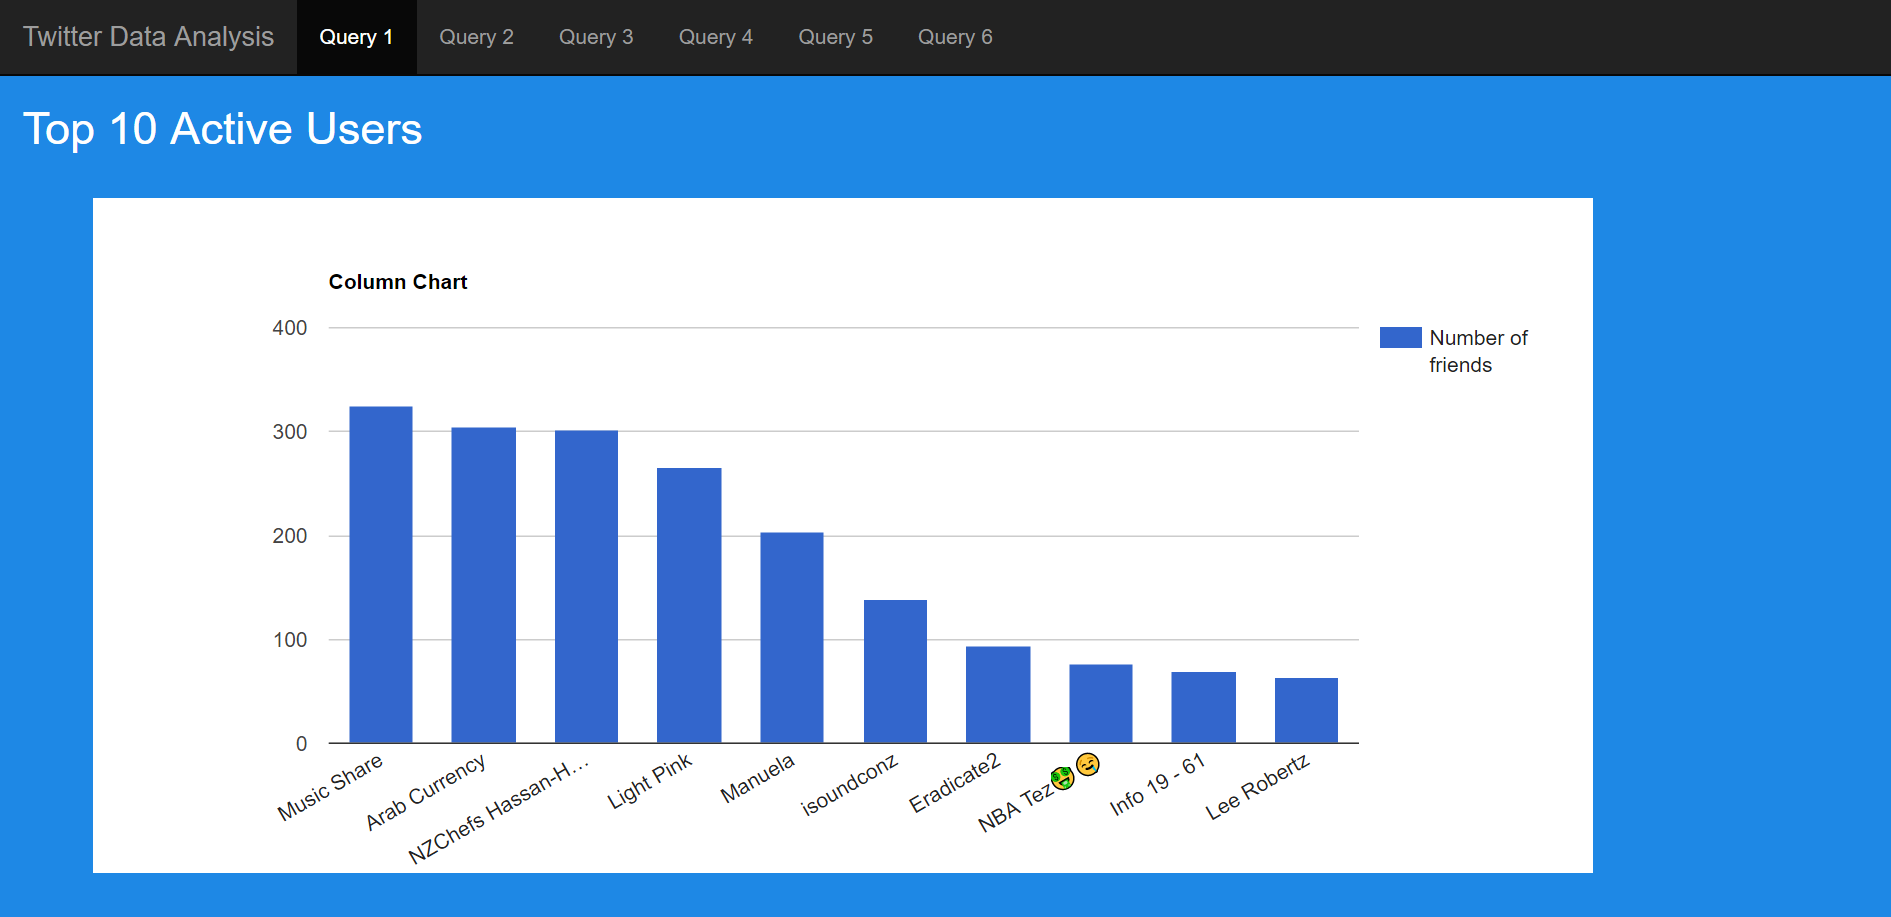 Twitter Data Analysis Query 1 Query 2 Query 3 Query 4 Query 5 Query 6
Top 10 Active Users
Column Chart
400
300
200
100
0
Number of
friends
Music Share
Arab Currency
NZChefs Hassan-H...
Light Pink
Manuela
isoundconz
Eradicate2
NBA Tez🤑🤤
Info 19 - 61
Lee Robertz